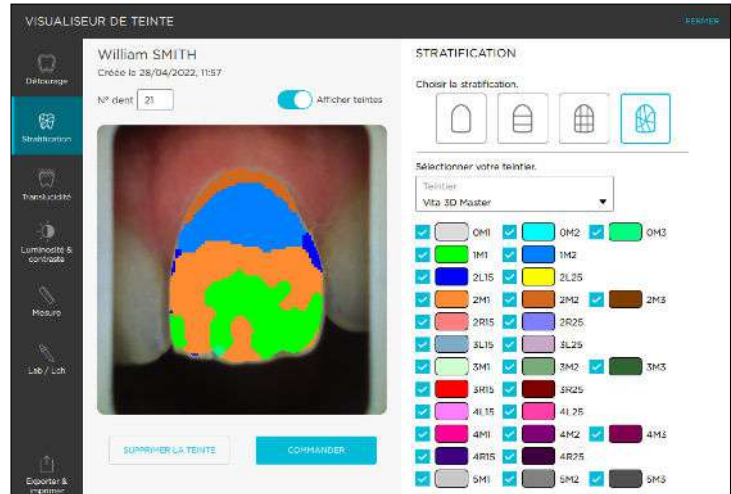 VISUALISEUR DE TEINTE
FERMER
Détourage
Stratification
Translucidité
Luminosité &
contraste
Mesure
Lab / Lch
Exporter &
imprimer
William SMITH
Créée le 28/04/2022, 11:57
N° dent 21
Afficher teintes
SUPPRIMER LA TEINTE
COMMANDER
STRATIFICATION
Choisir la stratification.
Sélectionner votre teintier.
Teintier
Vita 3D Master
0M1 0M2 0M3
1M1 1M2
2L15 2L25
2M1 2M2 2M3
2R15 2R25
3L15 3L25
3M1 3M2 3M3
3R15 3R25
4L15 4L25
4M1 4M2 4M3
4R15 4R25
5M1 5M2 5M3